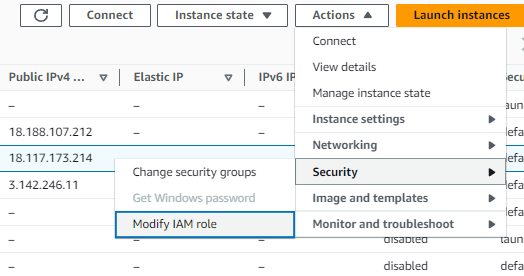 Connect
Instance state
Actions
Launch instances
Connect
View details
Manage instance state
Instance settings
Networking
Security
Image and templates
Monitor and troubleshoot
Change security groups
Get Windows password
Modify IAM role
Public IPv4 ...
Elastic IP
IPv6 IP
Secu
–
–
–
laun
18.188.107.212
–
–
defa
18.117.173.214
defa
3.142.246.11
defa
–
defa
–
defa
–
disabled
laun
–
disabled
defa